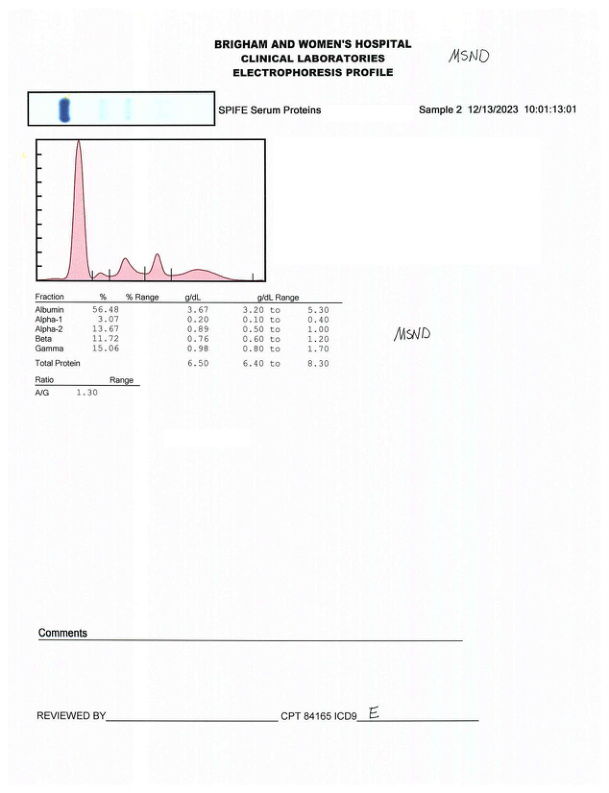 BRIGHAM AND WOMEN'S HOSPITAL
CLINICAL LABORATORIES
ELECTROPHORESIS PROFILE
MSND
SPIFE Serum Proteins Sample 2 12/13/2023 10:01:13:01
Fraction % % Range g/dL g/dL Range
Albumin 56.48 3.67 3.20 to 5.30
Alpha-1 3.07 0.20 0.10 to 0.40
Alpha-2 13.67 0.89 0.50 to 1.00
Beta 11.72 0.76 0.60 to 1.20
Gamma 15.06 0.98 0.80 to 1.70
MSND
Total Protein 6.50 6.40 to 8.30
Ratio Range
A/G 1.30
Comments
REVIEWED BY CPT 84165 ICD9 E